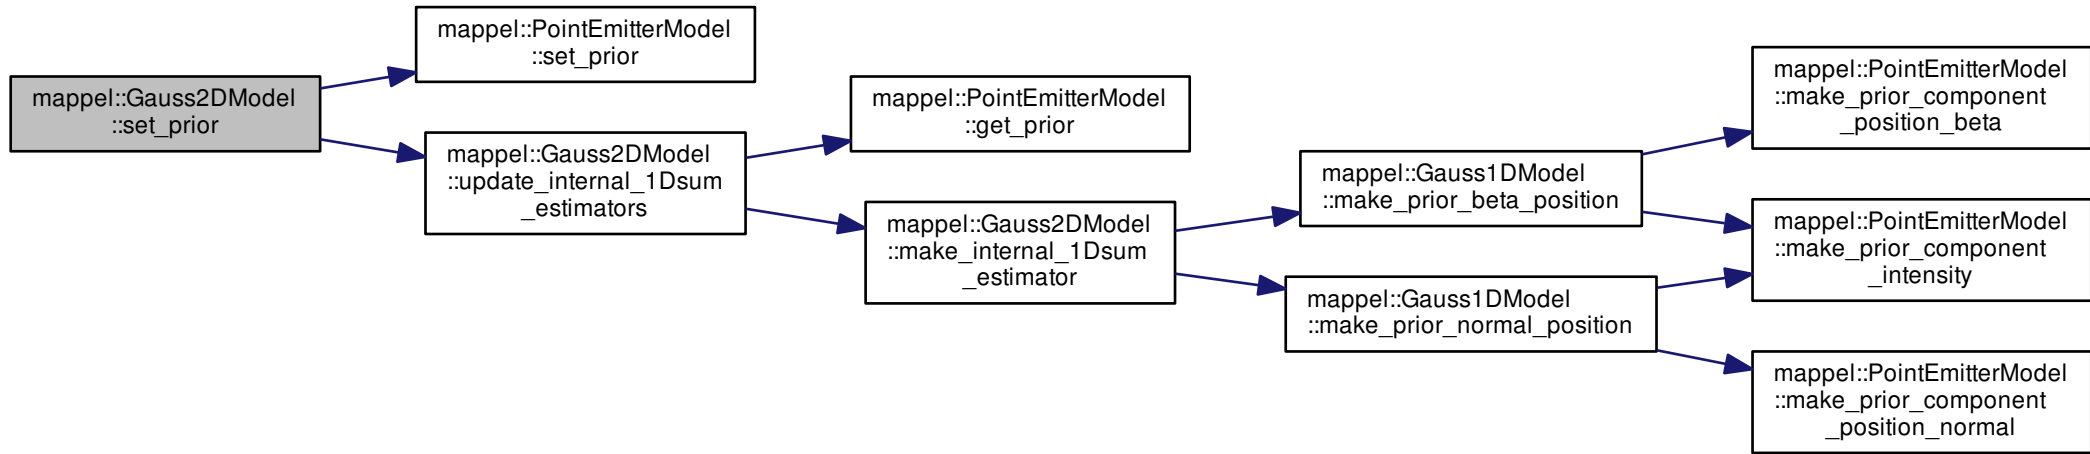 mappel::Gauss2DModel
::set_prior
mappel::PointEmitterModel
::set_prior
mappel::Gauss2DModel
::update_internal_1Dsum
_estimators
mappel::PointEmitterModel
::get_prior
mappel::Gauss2DModel
::make_internal_1Dsum
_estimator
mappel::Gauss1DModel
::make_prior_beta_position
mappel::Gauss1DModel
::make_prior_normal_position
mappel::PointEmitterModel
::make_prior_component
_position_beta
mappel::PointEmitterModel
::make_prior_component
_intensity
mappel::PointEmitterModel
::make_prior_component
_position_normal